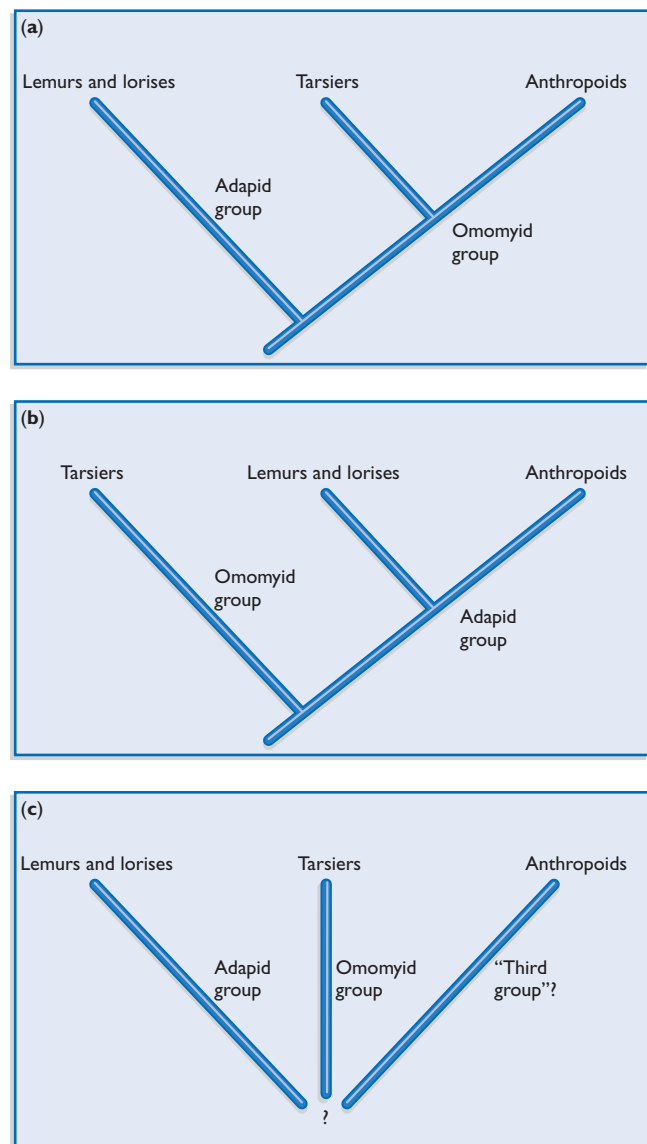 (a)
Lemurs and lorises Tarsiers Anthropoids
Adapid
group
Omomyid
group
(b)
Tarsiers Lemurs and lorises Anthropoids
Omomyid
group
Adapid
group
(c)
Lemurs and lorises Tarsiers Anthropoids
Adapid
group
Omomyid
group
“Third
group”?
?